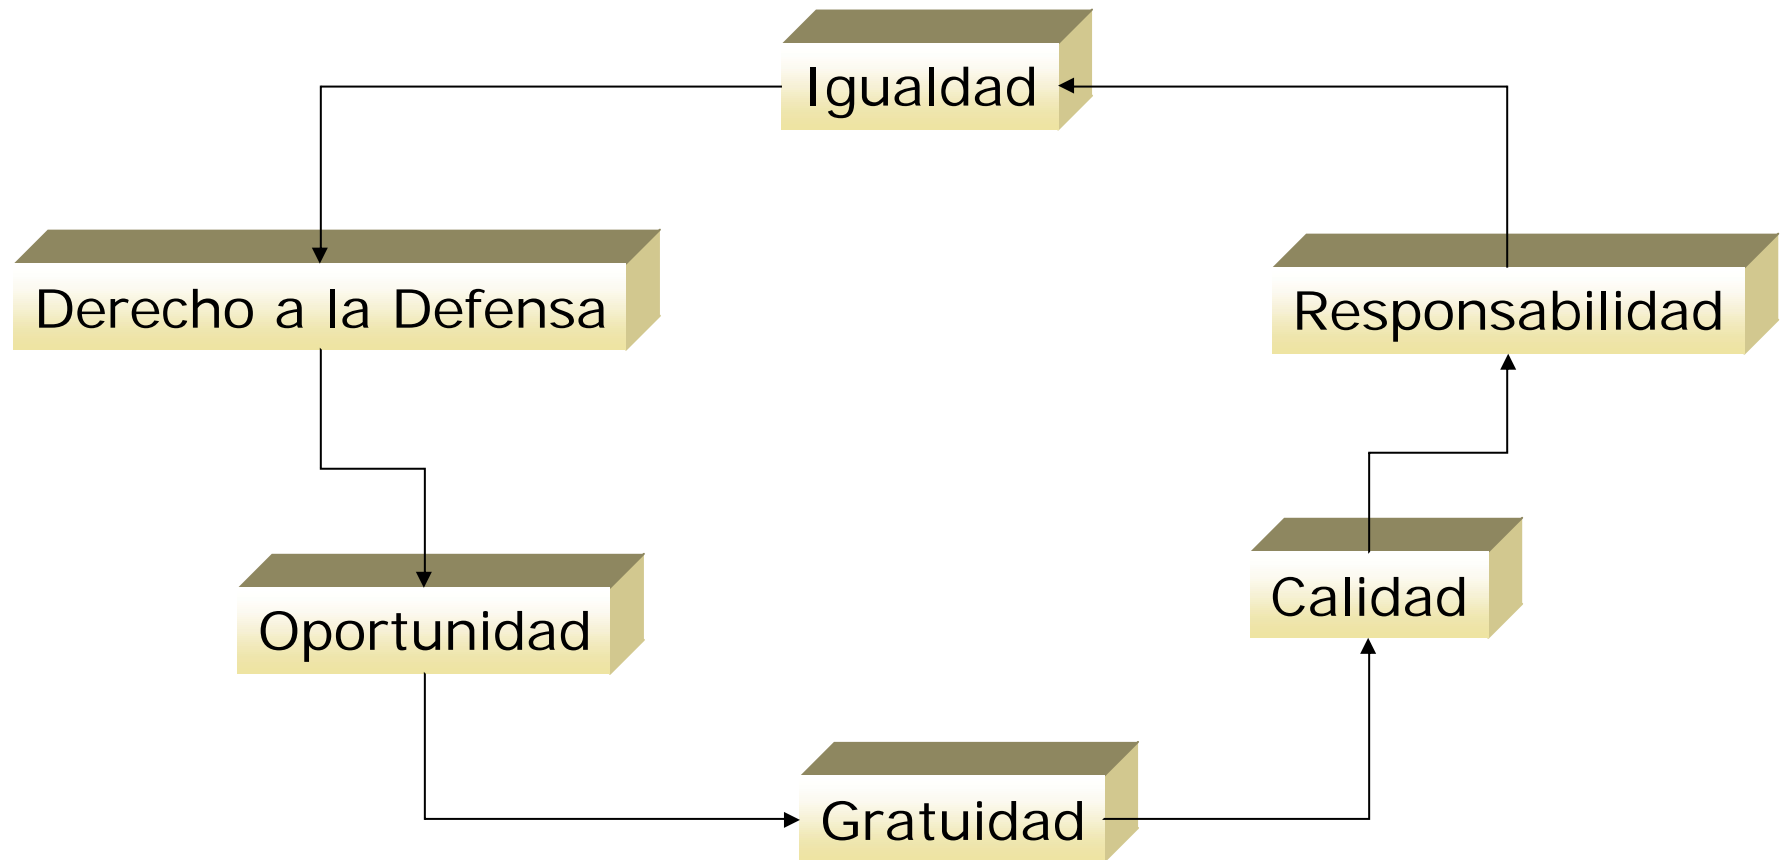 Igualdad
Derecho a la Defensa
Responsabilidad
Oportunidad
Calidad
Gratuidad